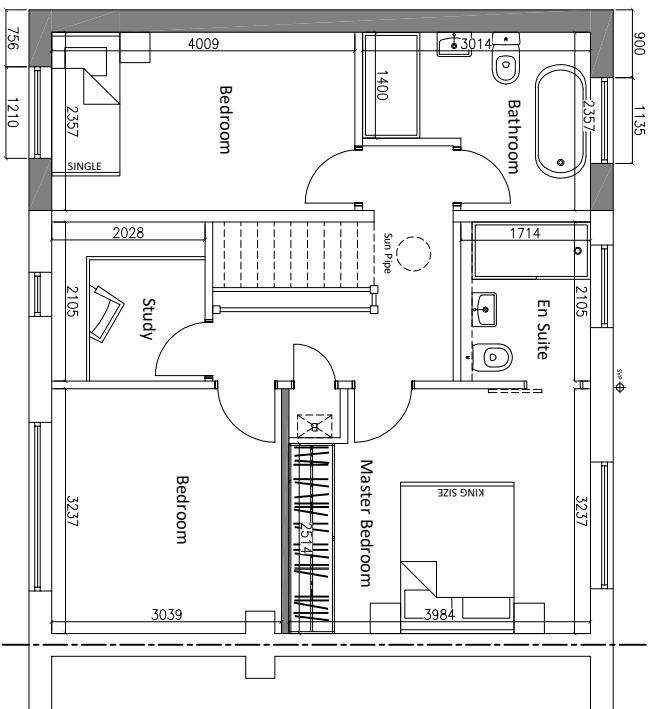 756
1210
4009
2357
SINGLE
Bedroom
1400
3014
Bathroom
2357
900
1135
2028
2105
Study
Sun Pipe
1714
2105
En Suite
SVP
3237
Bedroom
3039
2514
Master Bedroom
KING SIZE
3984
3237